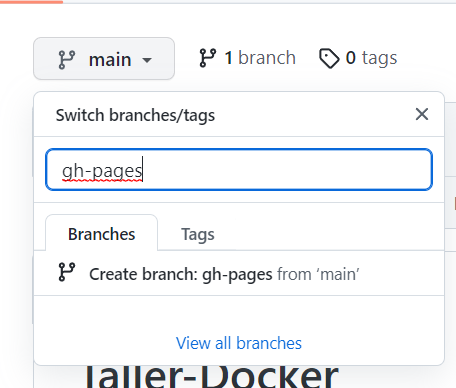 main 1 branch 0 tags
Switch branches/tags
gh-pages
Branches Tags
Create branch: gh-pages from ‘main’
View all branches
Taller-Docker